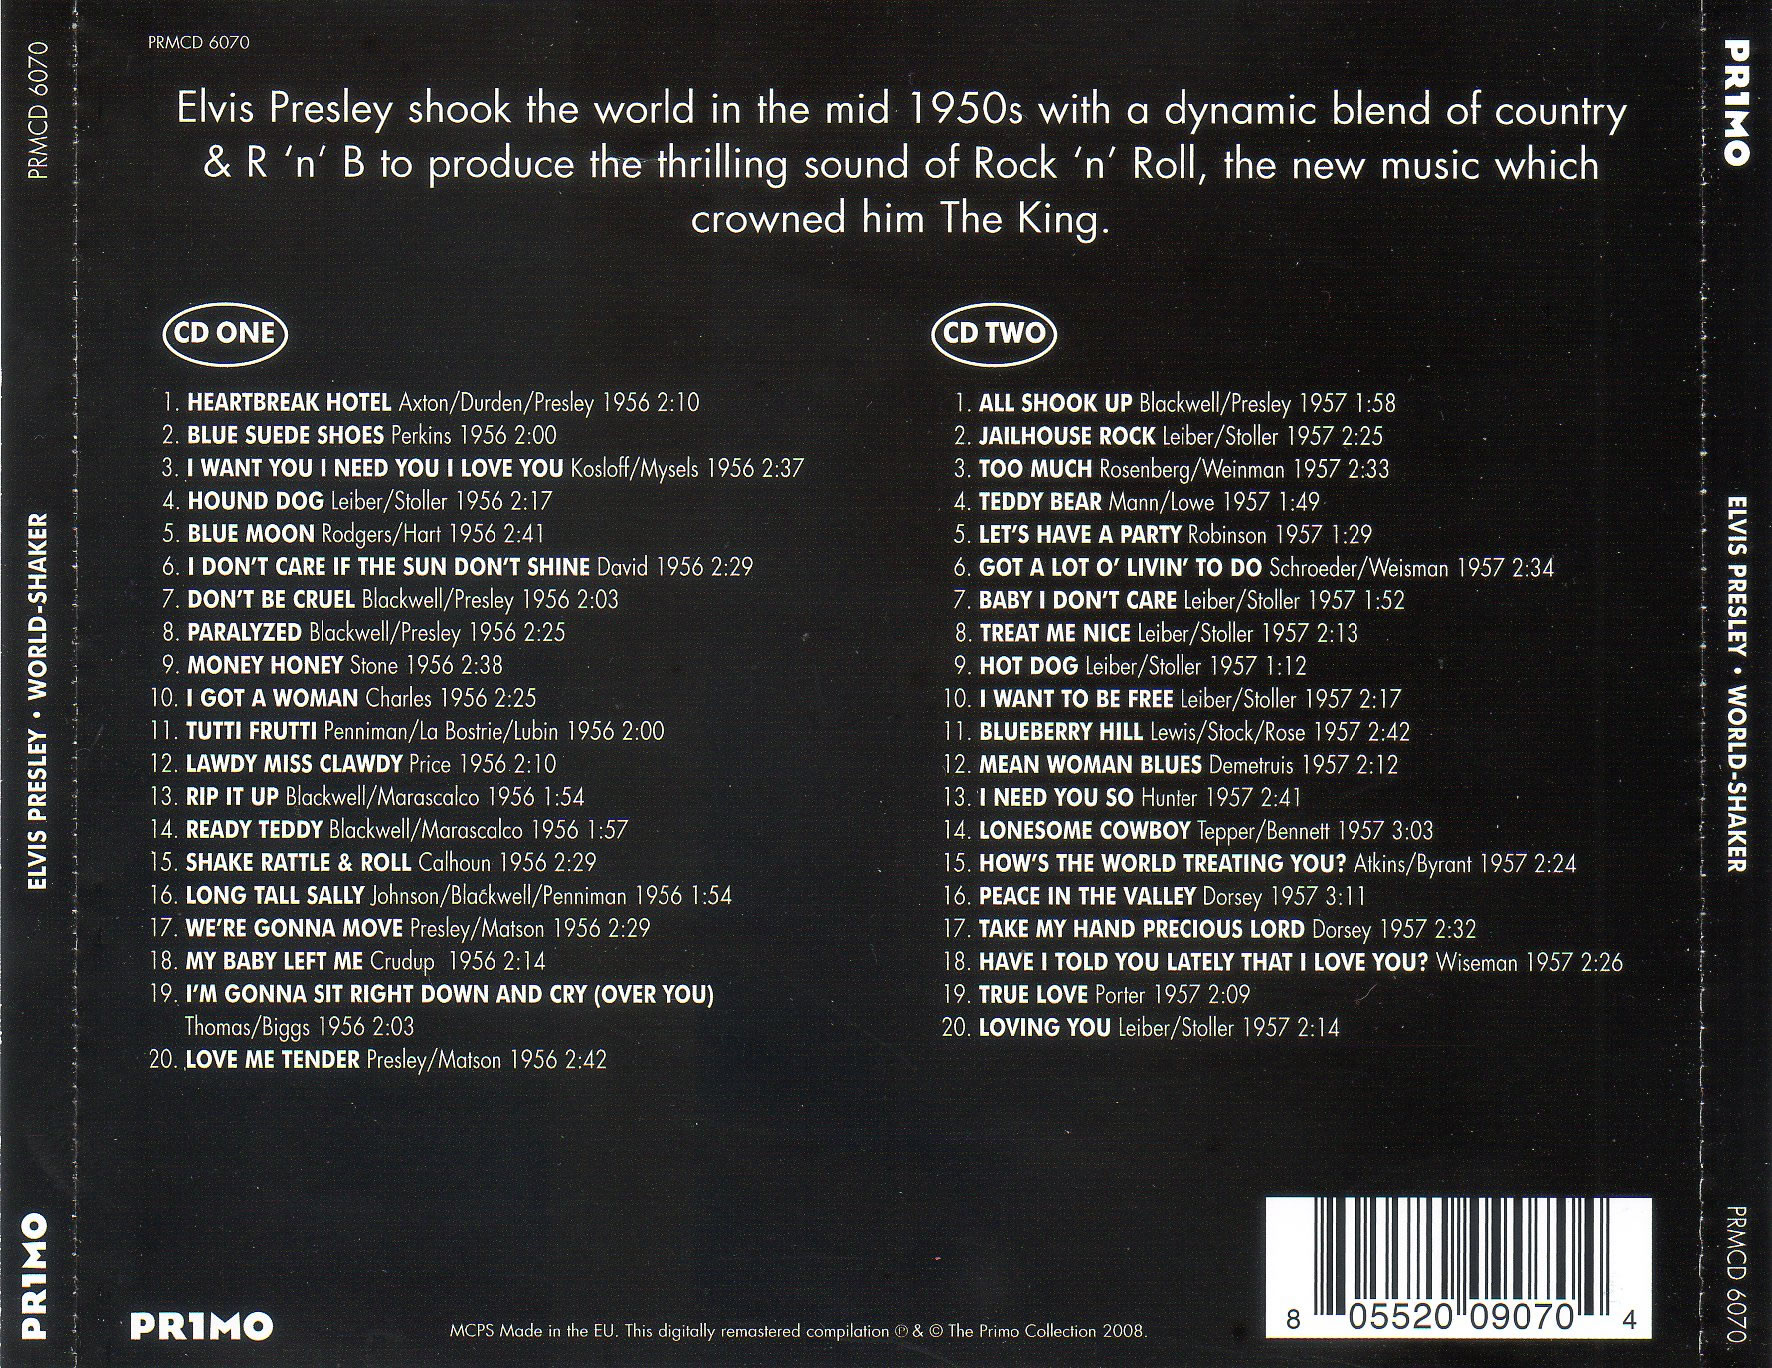 PRMCD 6070
Elvis Presley shook the world in the mid 1950s with a dynamic blend of country
& R ‘n’ B to produce the thrilling sound of Rock ‘n’ Roll, the new music which
crowned him The King.
CD ONE
1. HEARTBREAK HOTEL Axton/Durden/Presley 1956 2:10
2. BLUE SUEDE SHOES Perkins 1956 2:00
3. I WANT YOU I NEED YOU I LOVE YOU Kosloff/Mysels 1956 2:37
4. HOUND DOG Leiber/Stoller 1956 2:17
5. BLUE MOON Rodgers/Hart 1956 2:41
6. I DON’T CARE IF THE SUN DON’T SHINE David 1956 2:29
7. DON’T BE CRUEL Blackwell/Presley 1956 2:03
8. PARALYZED Blackwell/Presley 1956 2:25
9. MONEY HONEY Stone 1956 2:38
10. I GOT A WOMAN Charles 1956 2:25
11. TUTTI FRUTTI Penniman/La Bostrie/Lubin 1956 2:00
12. LAWDY MISS CLAWDY Price 1956 2:10
13. RIP IT UP Blackwell/Marascalco 1956 1:54
14. READY TEDDY Blackwell/Marascalco 1956 1:57
15. SHAKE RATTLE & ROLL Calhoun 1956 2:29
16. LONG TALL SALLY Johnson/Blackwell/Penniman 1956 1:54
17. WE’RE GONNA MOVE Presley/Matson 1956 2:29
18. MY BABY LEFT ME Crudup 1956 2:14
19. I’M GONNA SIT RIGHT DOWN AND CRY (OVER YOU)
Thomas/Biggs 1956 2:03
20. LOVE ME TENDER Presley/Matson 1956 2:42
CD TWO
1. ALL SHOOK UP Blackwell/Presley 1957 1:58
2. JAILHOUSE ROCK Leiber/Stoller 1957 2:25
3. TOO MUCH Rosenberg/Weinman 1957 2:33
4. TEDDY BEAR Mann/Lowe 1957 1:49
5. LET’S HAVE A PARTY Robinson 1957 1:29
6. GOT A LOT O’ LIVIN’ TO DO Schroeder/Weisman 1957 2:34
7. BABY I DON’T CARE Leiber/Stoller 1957 1:52
8. TREAT ME NICE Leiber/Stoller 1957 2:13
9. HOT DOG Leiber/Stoller 1957 1:12
10. I WANT TO BE FREE Leiber/Stoller 1957 2:17
11. BLUEBERRY HILL Lewis/Stock/Rose 1957 2:42
12. MEAN WOMAN BLUES Demetruis 1957 2:12
13. I NEED YOU SO Hunter 1957 2:41
14. LONESOME COWBOY Tepper/Bennett 1957 3:03
15. HOW’S THE WORLD TREATING YOU? Atkins/Byrant 1957 2:24
16. PEACE IN THE VALLEY Dorsey 1957 3:11
17. TAKE MY HAND PRECIOUS LORD Dorsey 1957 2:32
18. HAVE I TOLD YOU LATELY THAT I LOVE YOU? Wiseman 1957 2:26
19. TRUE LOVE Porter 1957 2:09
20. LOVING YOU Leiber/Stoller 1957 2:14
PR1MO
MCPS Made in the EU. This digitally remastered compilation ℗ & © The Primo Collection 2008.
8 05520 09070 4
PR1MO
ELVIS PRESLEY • WORLD-SHAKER
PRMCD 6070
PR1MO
ELVIS PRESLEY • WORLD-SHAKER
PRMCD 6070